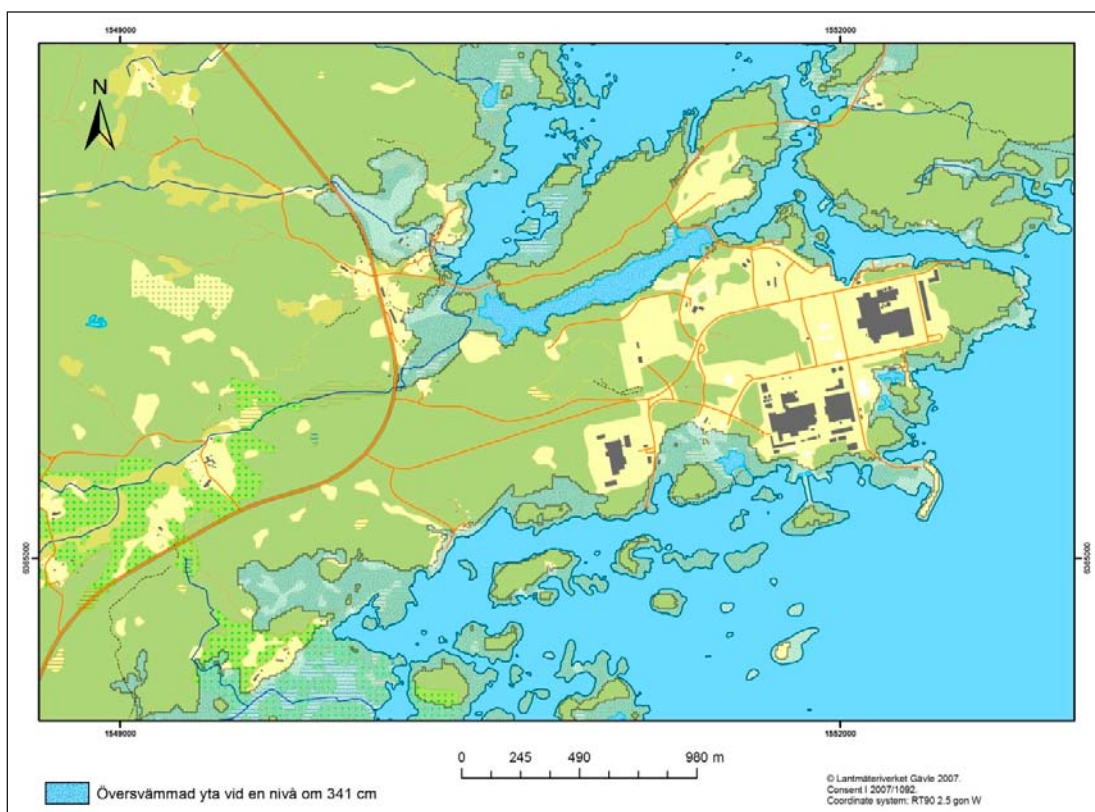 1549000 1552000
N
6365000 6365000
1549000 1552000
0 245 490 980 m
Översvämmad yta vid en nivå om 341 cm
© Lantmäteriverket Gävle 2007.
Consent I 2007/1092.
Coordinate system: RT90 2.5 gon W